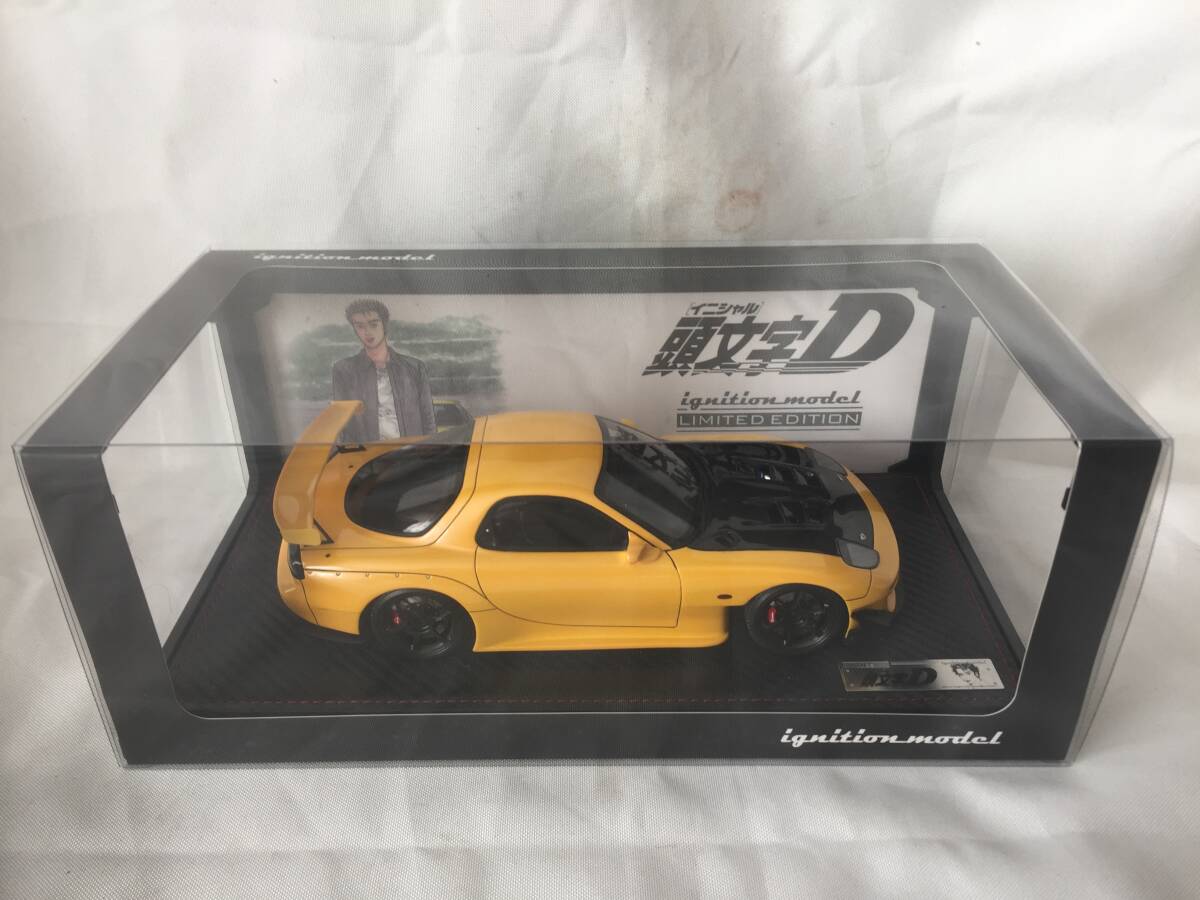 ignition model
イニシャル
頭文字D
ignition model
LIMITED EDITION
頭文字D
ignition model